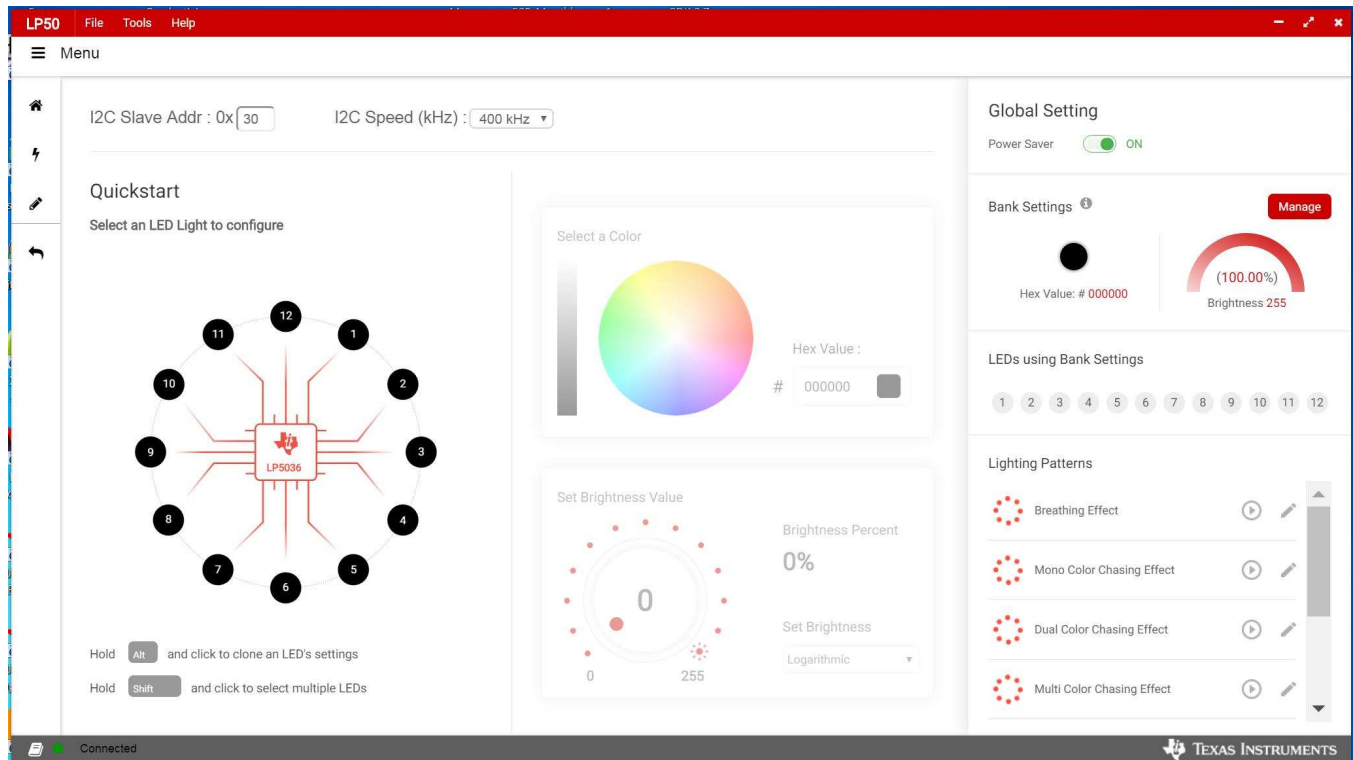 LP50 File Tools Help
Menu
I2C Slave Addr : 0x 30 I2C Speed (kHz) : 400 kHz
Quickstart
Select an LED Light to configure
12
11 1
10 2
9 3
LP5036
8 4
7 5
6
Hold Alt and click to clone an LED's settings
Hold Shift and click to select multiple LEDs
Select a Color
Hex Value :
# 000000
Set Brightness Value
Brightness Percent
0%
0
Set Brightness
Logarithmic
0 255
Global Setting
Power Saver ON
Bank Settings Manage
(100.00%)
Hex Value: # 000000 Brightness 255
LEDs using Bank Settings
1 2 3 4 5 6 7 8 9 10 11 12
Lighting Patterns
Breathing Effect
Mono Color Chasing Effect
Dual Color Chasing Effect
Multi Color Chasing Effect
Connected TEXAS INSTRUMENTS